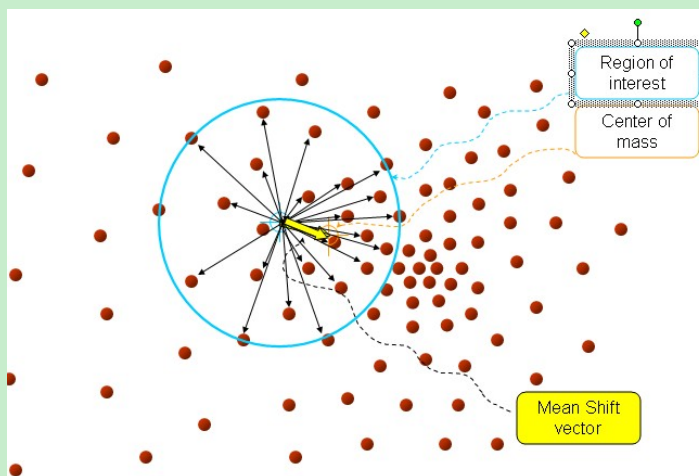 Region of
interest
Center of
mass
Mean Shift
vector